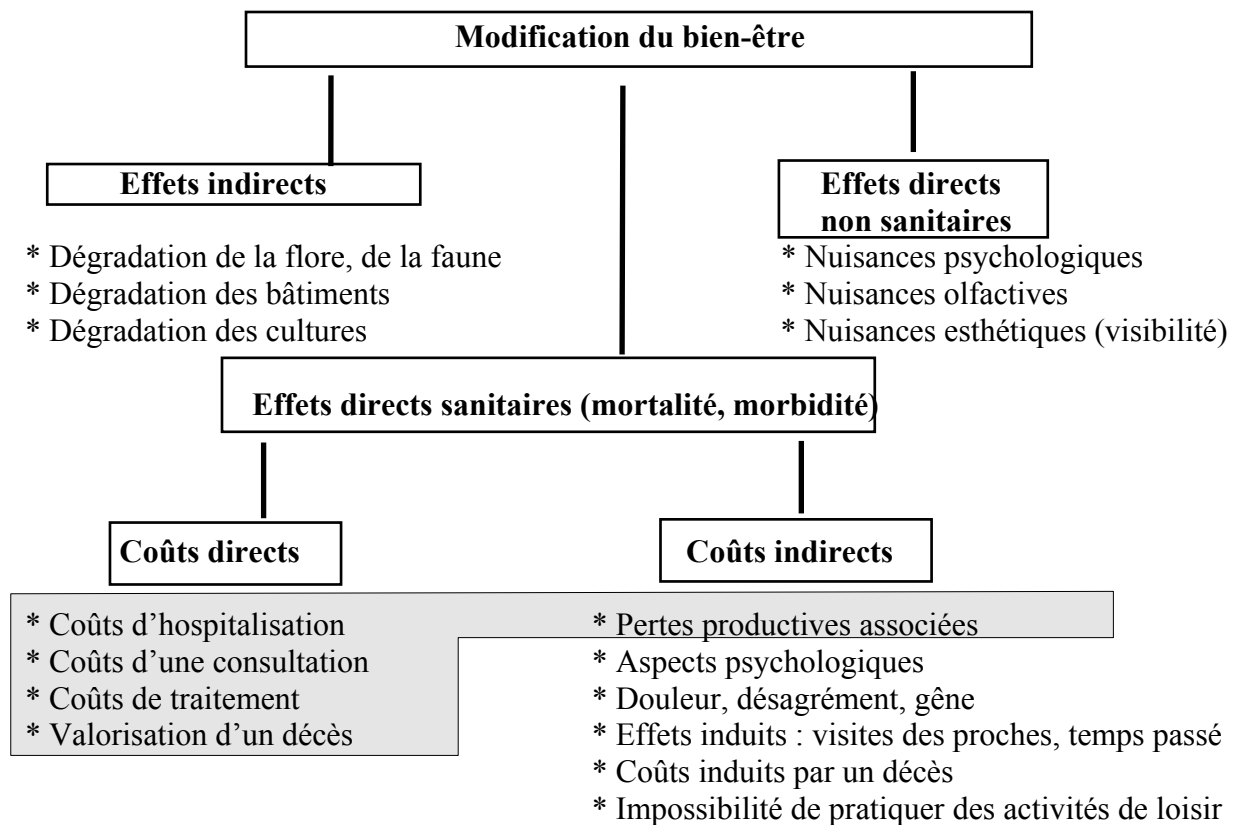 Modification du bien-être
Effets indirects
* Dégradation de la flore, de la faune
* Dégradation des bâtiments
* Dégradation des cultures
Effets directs
non sanitaires
* Nuisances psychologiques
* Nuisances olfactives
* Nuisances esthétiques (visibilité)
Effets directs sanitaires (mortalité, morbidité)
Coûts directs
* Coûts d’hospitalisation
* Coûts d’une consultation
* Coûts de traitement
* Valorisation d’un décès
Coûts indirects
* Pertes productives associées
* Aspects psychologiques
* Douleur, désagrément, gêne
* Effets induits : visites des proches, temps passé
* Coûts induits par un décès
* Impossibilité de pratiquer des activités de loisir